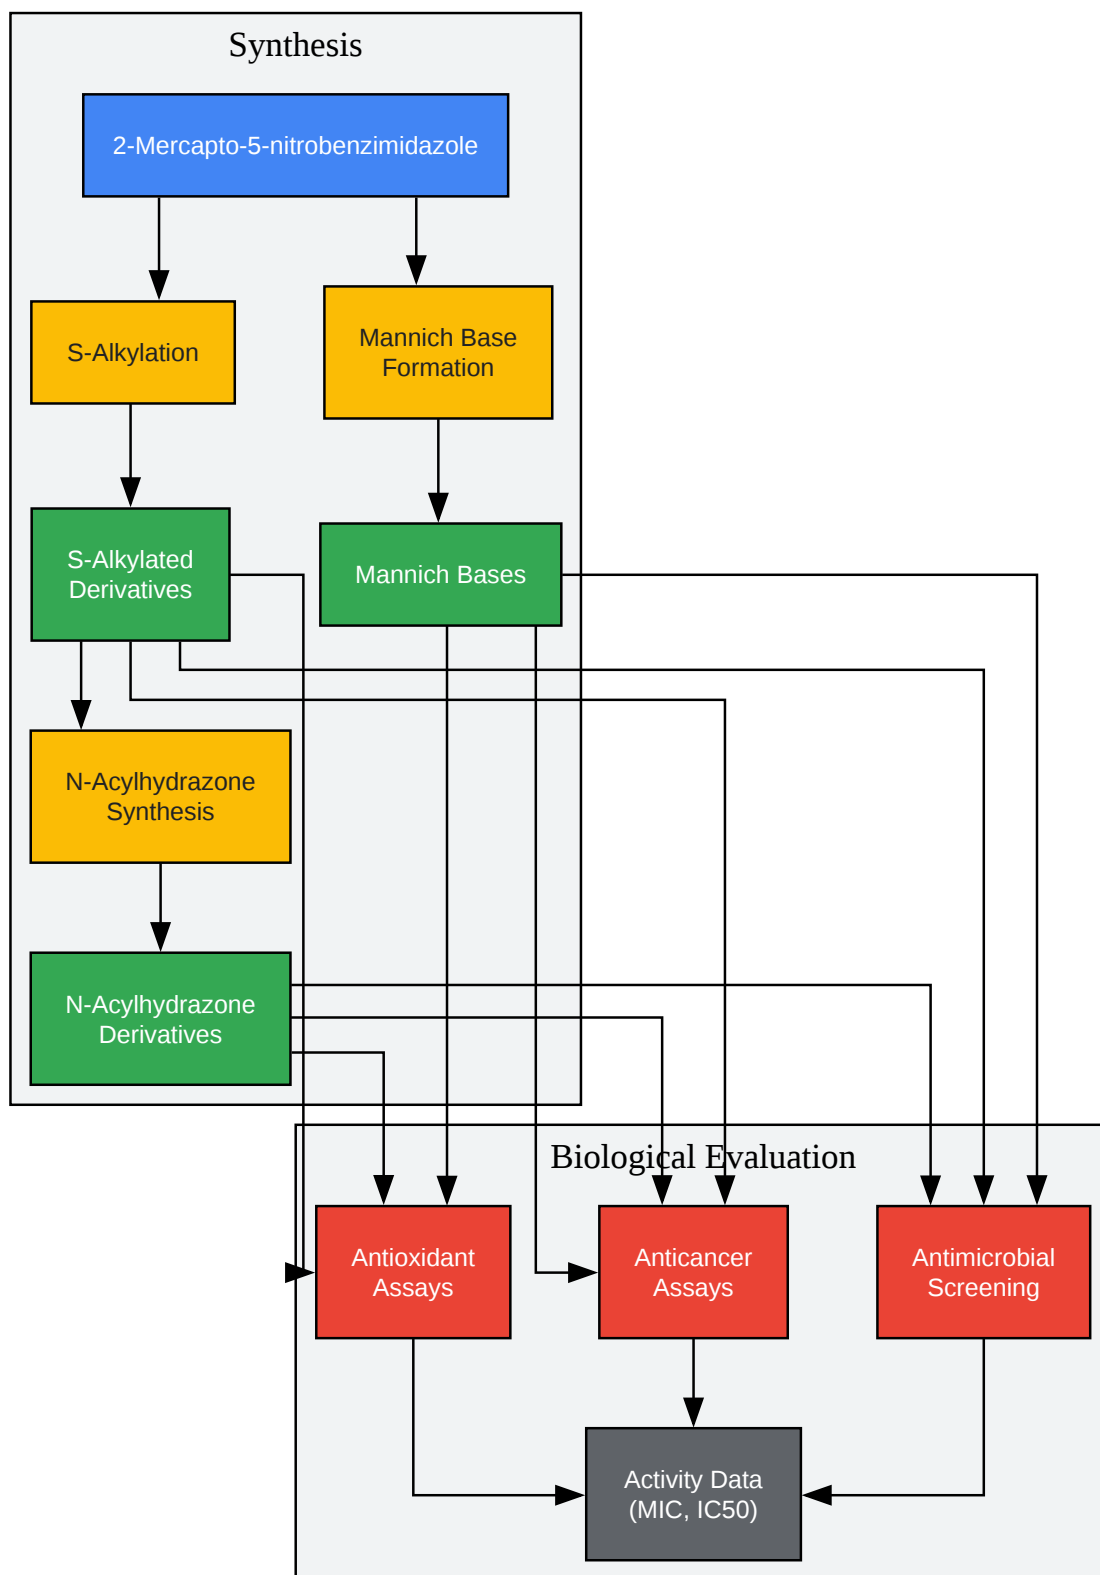 Synthesis
2-Mercapto-5-nitrobenzimidazole
S-Alkylation
Mannich Base
Formation
S-Alkylated
Derivatives
Mannich Bases
N-Acylhydrazone
Synthesis
N-Acylhydrazone
Derivatives
Biological Evaluation
Antioxidant
Assays
Anticancer
Assays
Antimicrobial
Screening
Activity Data
(MIC, IC50)